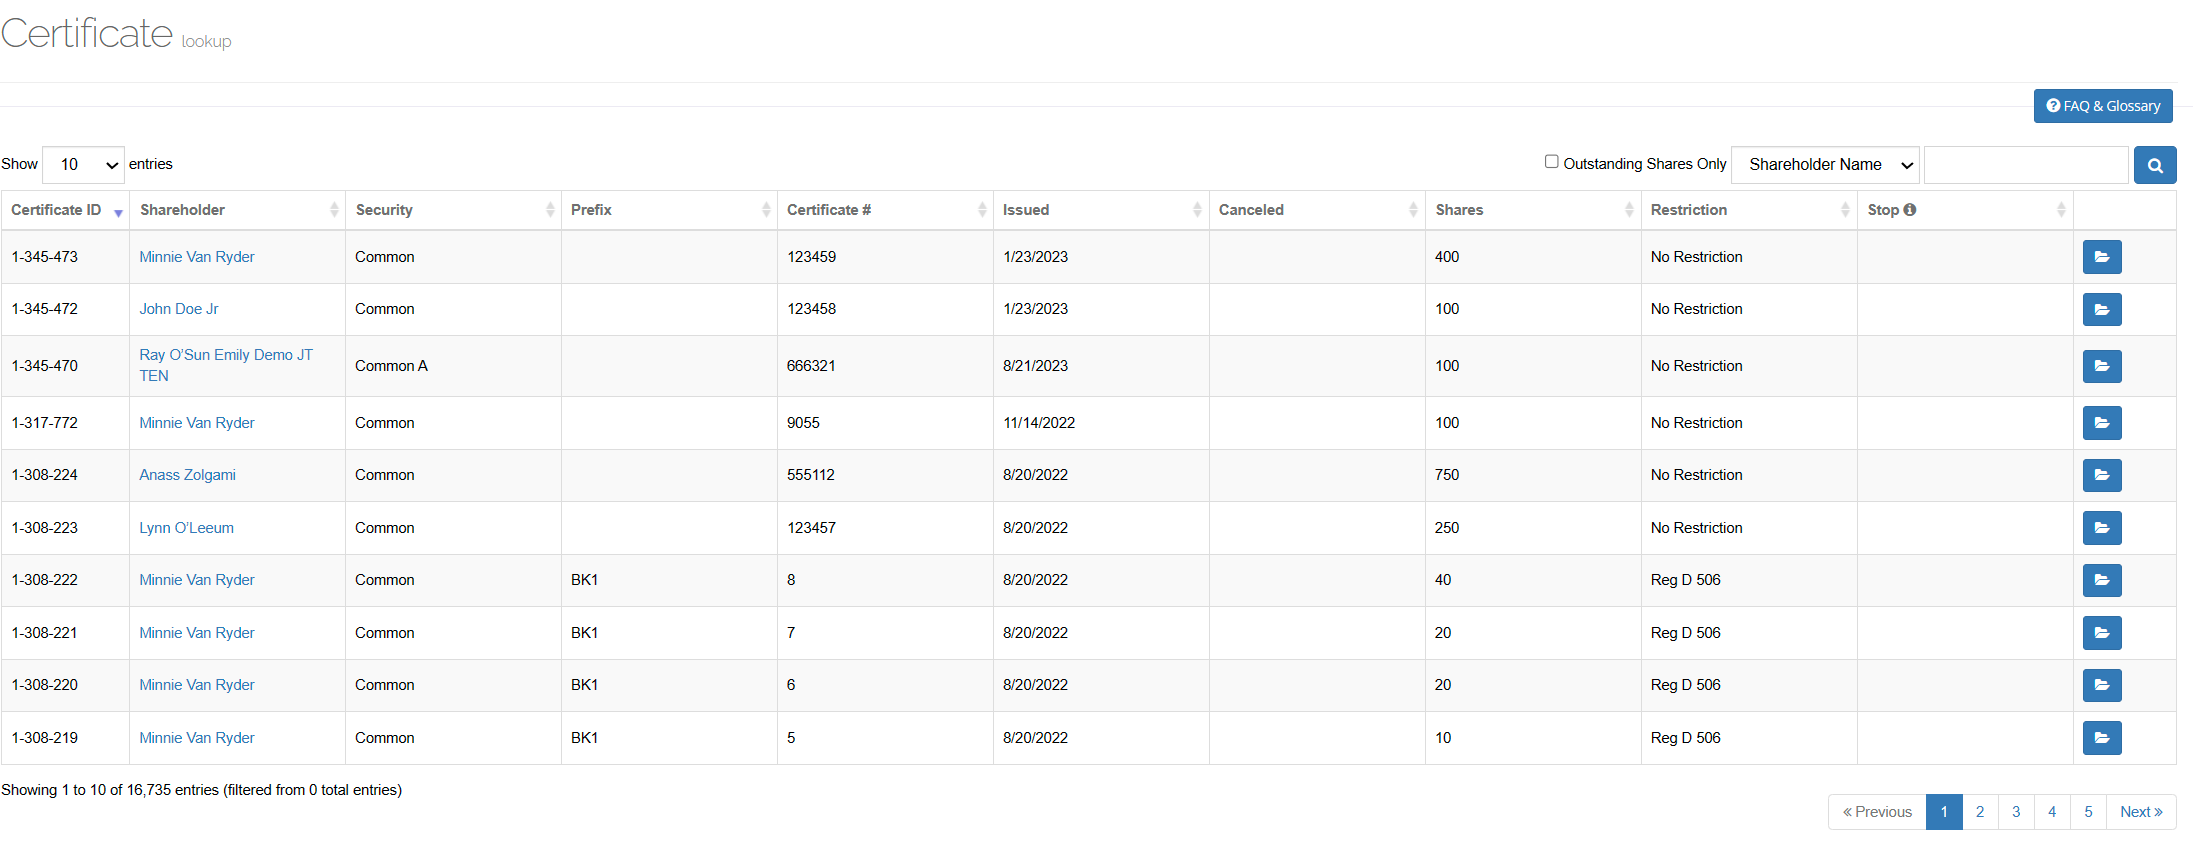 Certificate lookup
FAQ & Glossary
Show 10 entries Outstanding Shares Only Shareholder Name
Certificate ID Shareholder Security Prefix Certificate # Issued Canceled Shares Restriction Stop
1-345-473 Minnie Van Ryder Common 123459 1/23/2023 400 No Restriction
1-345-472 John Doe Jr Common 123458 1/23/2023 100 No Restriction
1-345-470 Ray O'Sun Emily Demo JT TEN Common A 666321 8/21/2023 100 No Restriction
1-317-772 Minnie Van Ryder Common 9055 11/14/2022 100 No Restriction
1-308-224 Anass Zolgami Common 555112 8/20/2022 750 No Restriction
1-308-223 Lynn O'Leeum Common 123457 8/20/2022 250 No Restriction
1-308-222 Minnie Van Ryder Common BK1 8 8/20/2022 40 Reg D 506
1-308-221 Minnie Van Ryder Common BK1 7 8/20/2022 20 Reg D 506
1-308-220 Minnie Van Ryder Common BK1 6 8/20/2022 20 Reg D 506
1-308-219 Minnie Van Ryder Common BK1 5 8/20/2022 10 Reg D 506
Showing 1 to 10 of 16,735 entries (filtered from 0 total entries)
« Previous 1 2 3 4 5 Next »